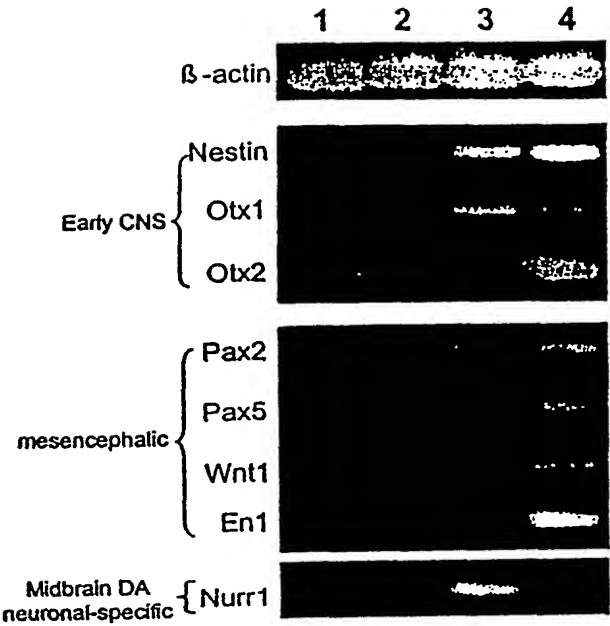 1 2 3 4
ß-actin
Nestin
Early CNS
Otx1
Otx2
Pax2
Pax5
mesencephalic
Wnt1
En1
Midbrain DA
neuronal-specific
Nurr1